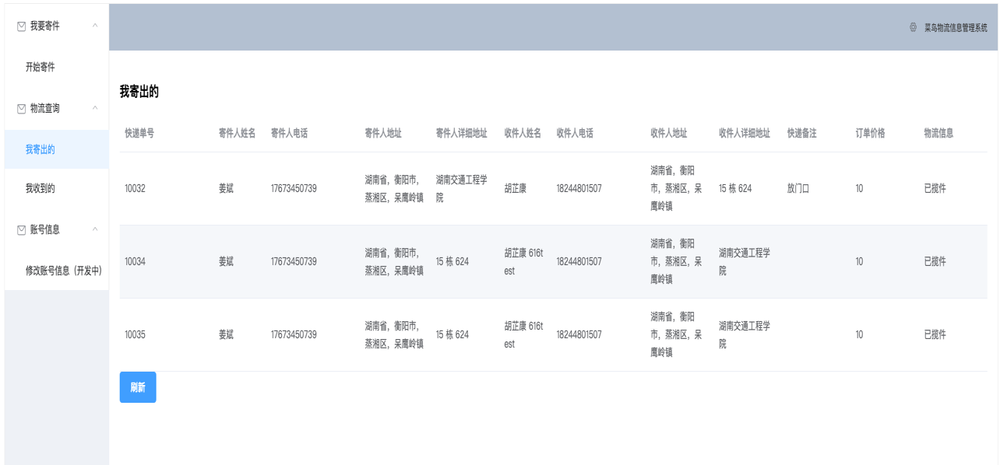 我要寄件
菜鸟物流信息管理系统
开始寄件
物流查询
我寄出的
我收到的
账号信息
修改账号信息（开发中）
我寄出的
快递单号 寄件人姓名 寄件人电话 寄件人地址 寄件人详细地址 收件人姓名 收件人电话 收件人地址 收件人详细地址 快递备注 订单价格 物流信息
10032 姜斌 17673450739 湖南省，衡阳市，蒸湘区，呆鹰岭镇 湖南交通工程学院 胡芷康 18244801507 湖南省，衡阳市，蒸湘区，呆鹰岭镇 15 栋 624 放门口 10 已揽件
10034 姜斌 17673450739 湖南省，衡阳市，蒸湘区，呆鹰岭镇 15 栋 624 胡芷康 616test 18244801507 湖南省，衡阳市，蒸湘区，呆鹰岭镇 湖南交通工程学院 10 已揽件
10035 姜斌 17673450739 湖南省，衡阳市，蒸湘区，呆鹰岭镇 15 栋 624 胡芷康 616test 18244801507 湖南省，衡阳市，蒸湘区，呆鹰岭镇 湖南交通工程学院 10 已揽件
刷新